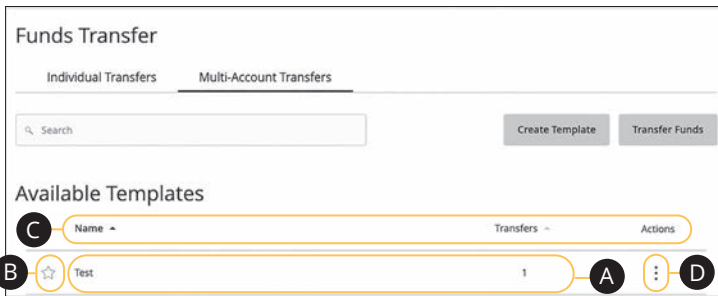 Funds Transfer
Individual Transfers Multi-Account Transfers
Search Create Template Transfer Funds
Available Templates
C Name Transfers Actions
B Test 1 A D